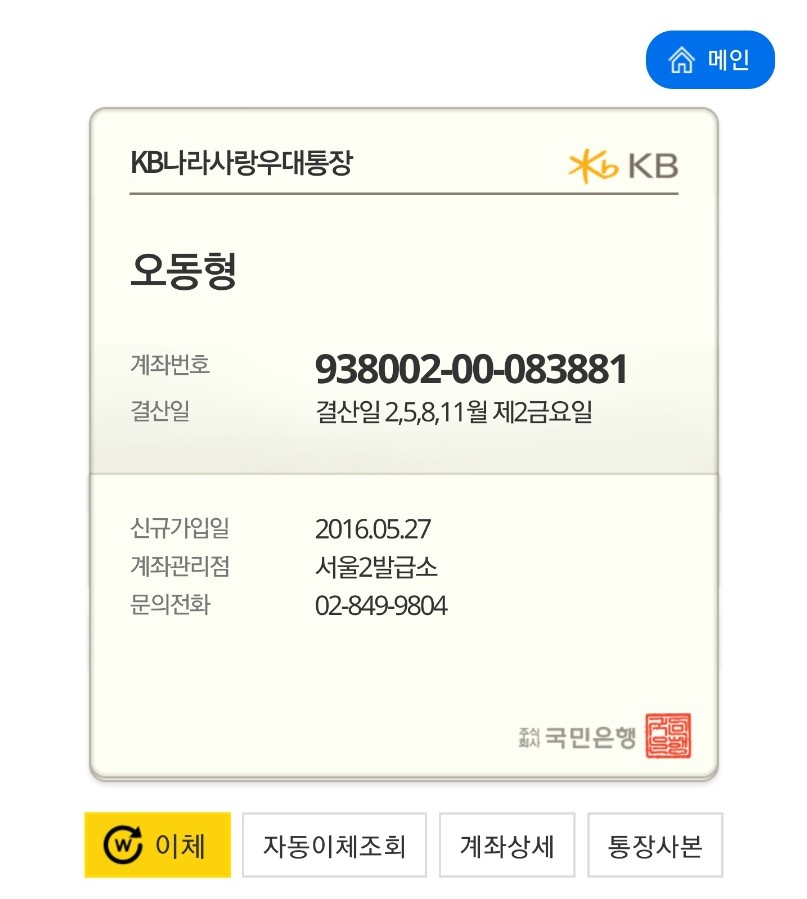 메인
KB나라사랑우대통장
Kb KB
오동형
계좌번호 938002-00-083881
결산일 결산일 2,5,8,11월 제2금요일
신규가입일 2016.05.27
계좌관리점 서울2발급소
문의전화 02-849-9804
주식회사 국민은행
이체 자동이체조회 계좌상세 통장사본